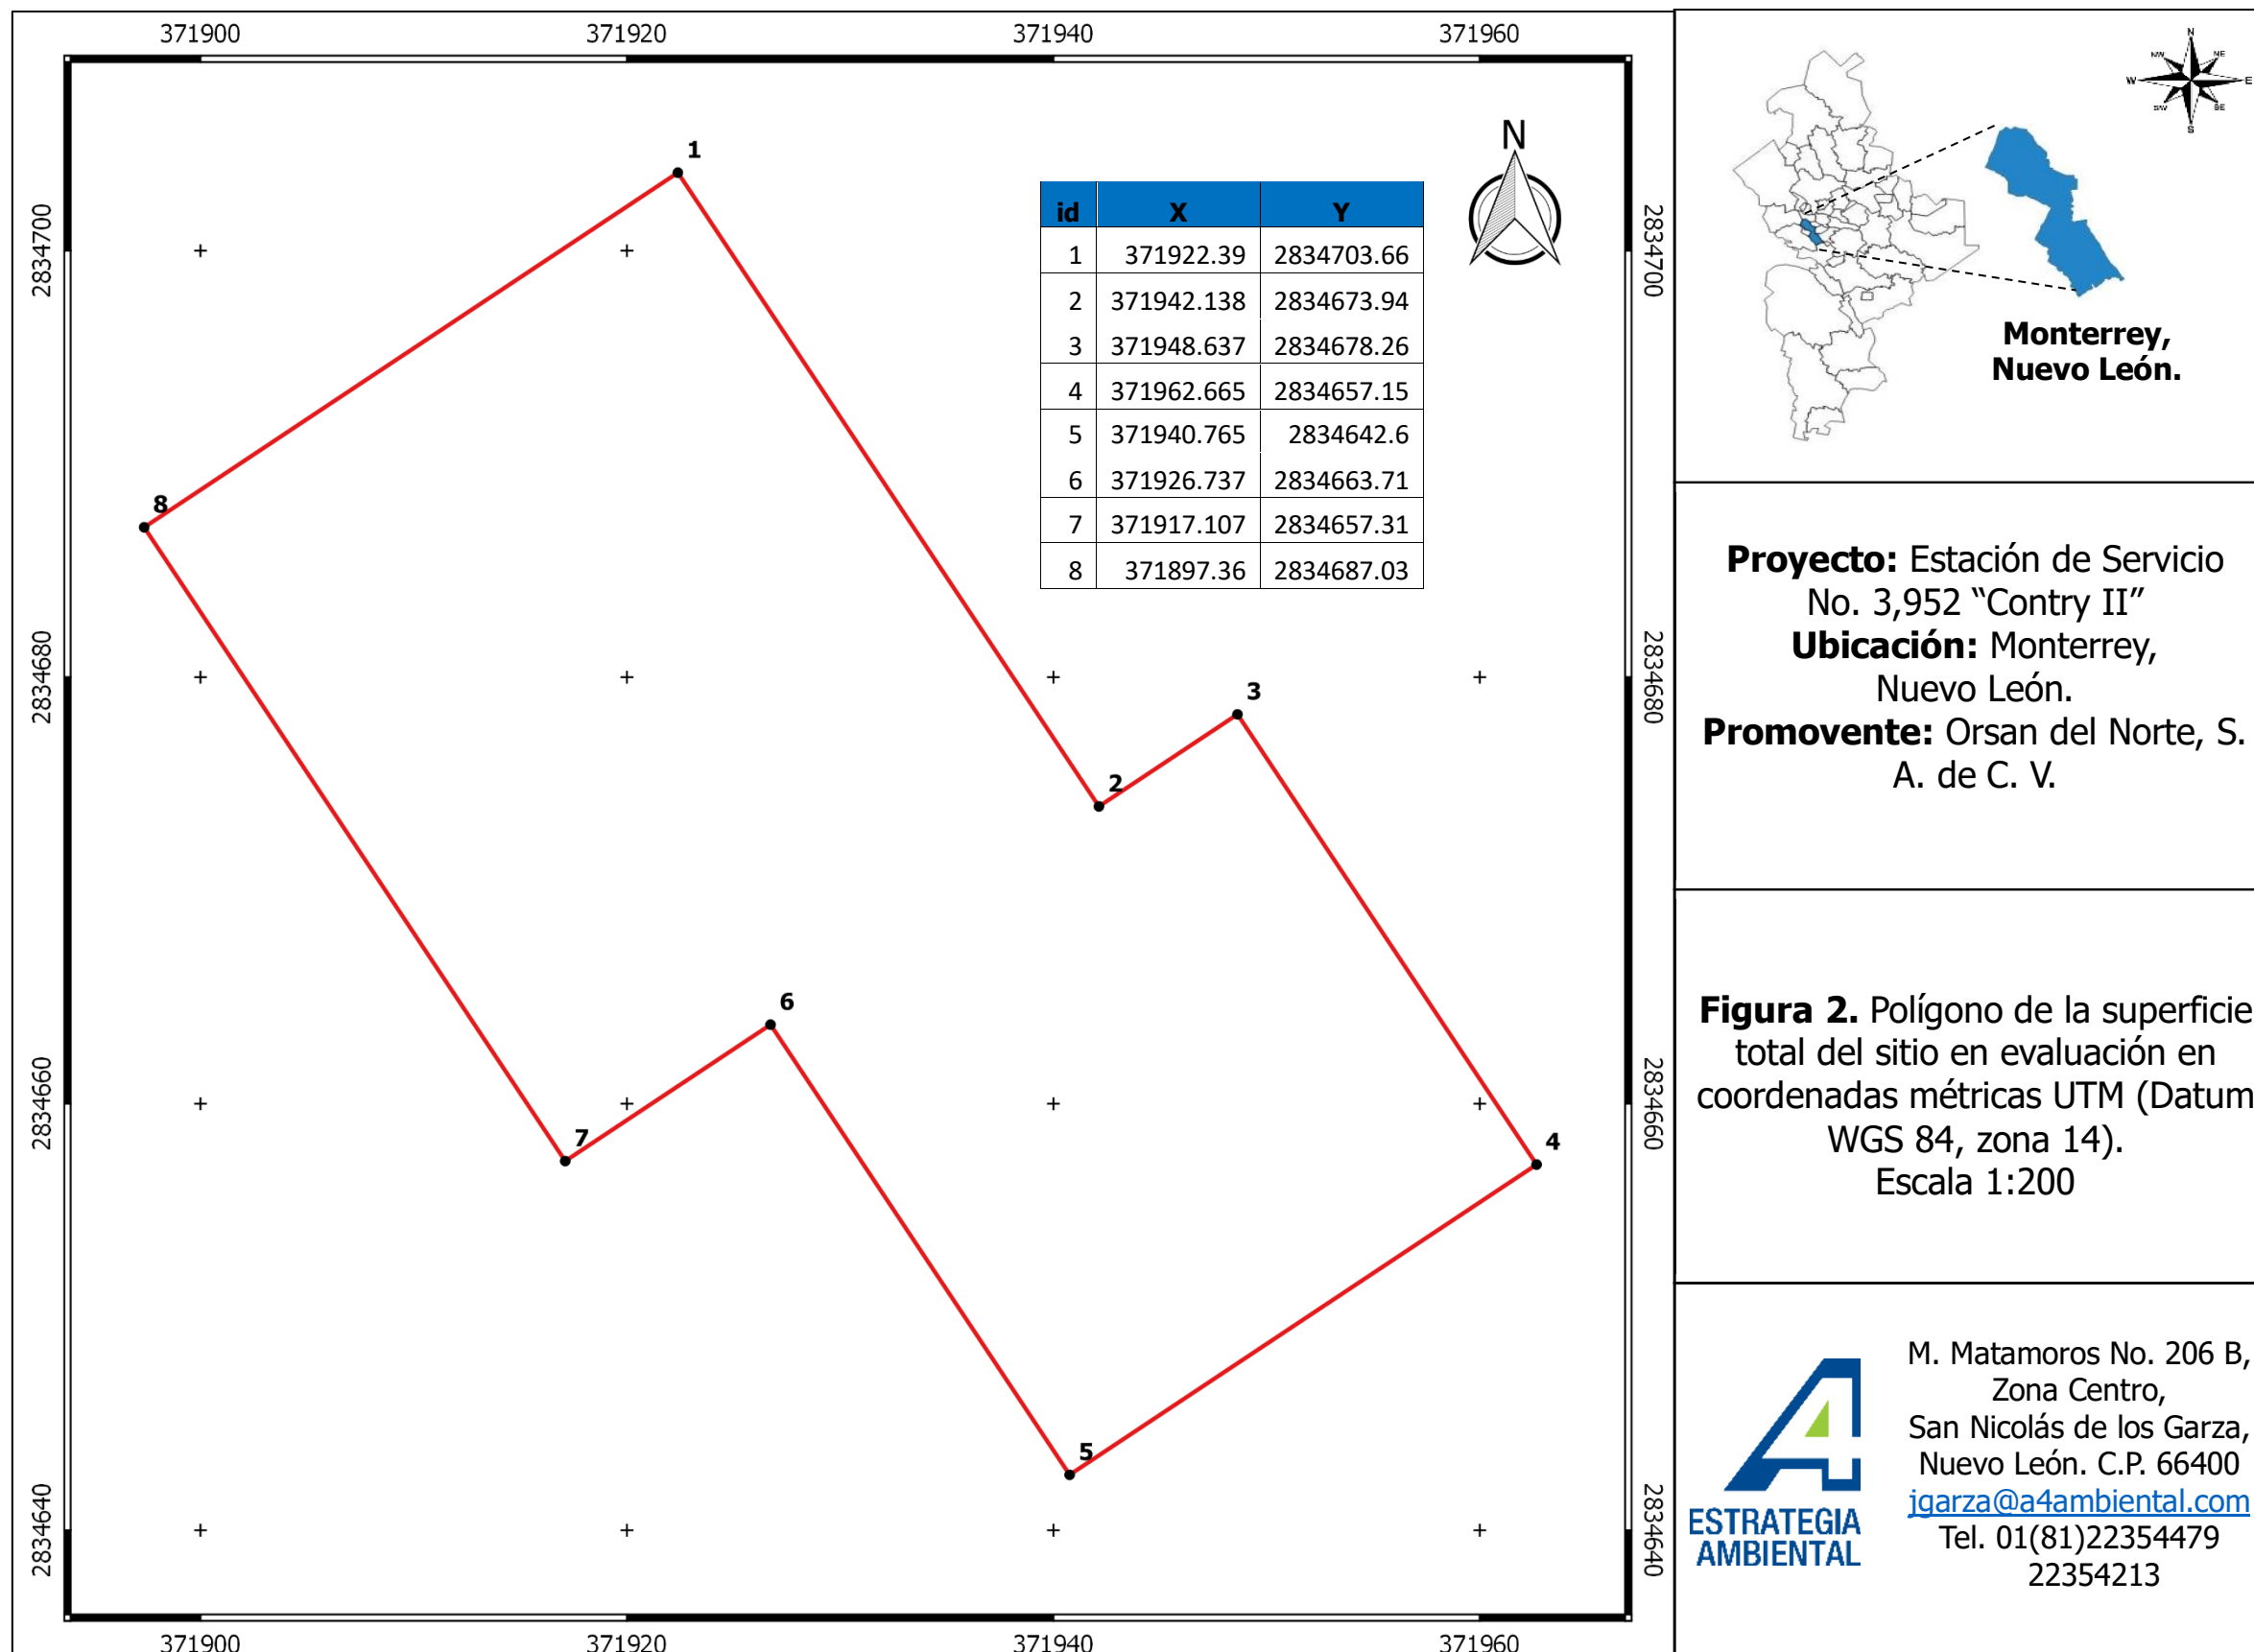 371900 371920 371940 371960
2834700 2834700
2834680 2834680
2834660 2834660
2834640 2834640
371900 371920 371940 371960
1
2
3
4
5
6
7
8
N
id X Y
1 371922.39 2834703.66
2 371942.138 2834673.94
3 371948.637 2834678.26
4 371962.665 2834657.15
5 371940.765 2834642.6
6 371926.737 2834663.71
7 371917.107 2834657.31
8 371897.36 2834687.03
N
NW NE
W E
SW SE
S
Monterrey,
Nuevo León.
Proyecto: Estación de Servicio
No. 3,952 “Contry II”
Ubicación: Monterrey,
Nuevo León.
Promovente: Orsan del Norte, S.
A. de C. V.
Figura 2. Polígono de la superficie
total del sitio en evaluación en
coordenadas métricas UTM (Datum
WGS 84, zona 14).
Escala 1:200
ESTRATEGIA
AMBIENTAL
M. Matamoros No. 206 B,
Zona Centro,
San Nicolás de los Garza,
Nuevo León. C.P. 66400
jgarza@a4ambiental.com
Tel. 01(81)22354479
22354213